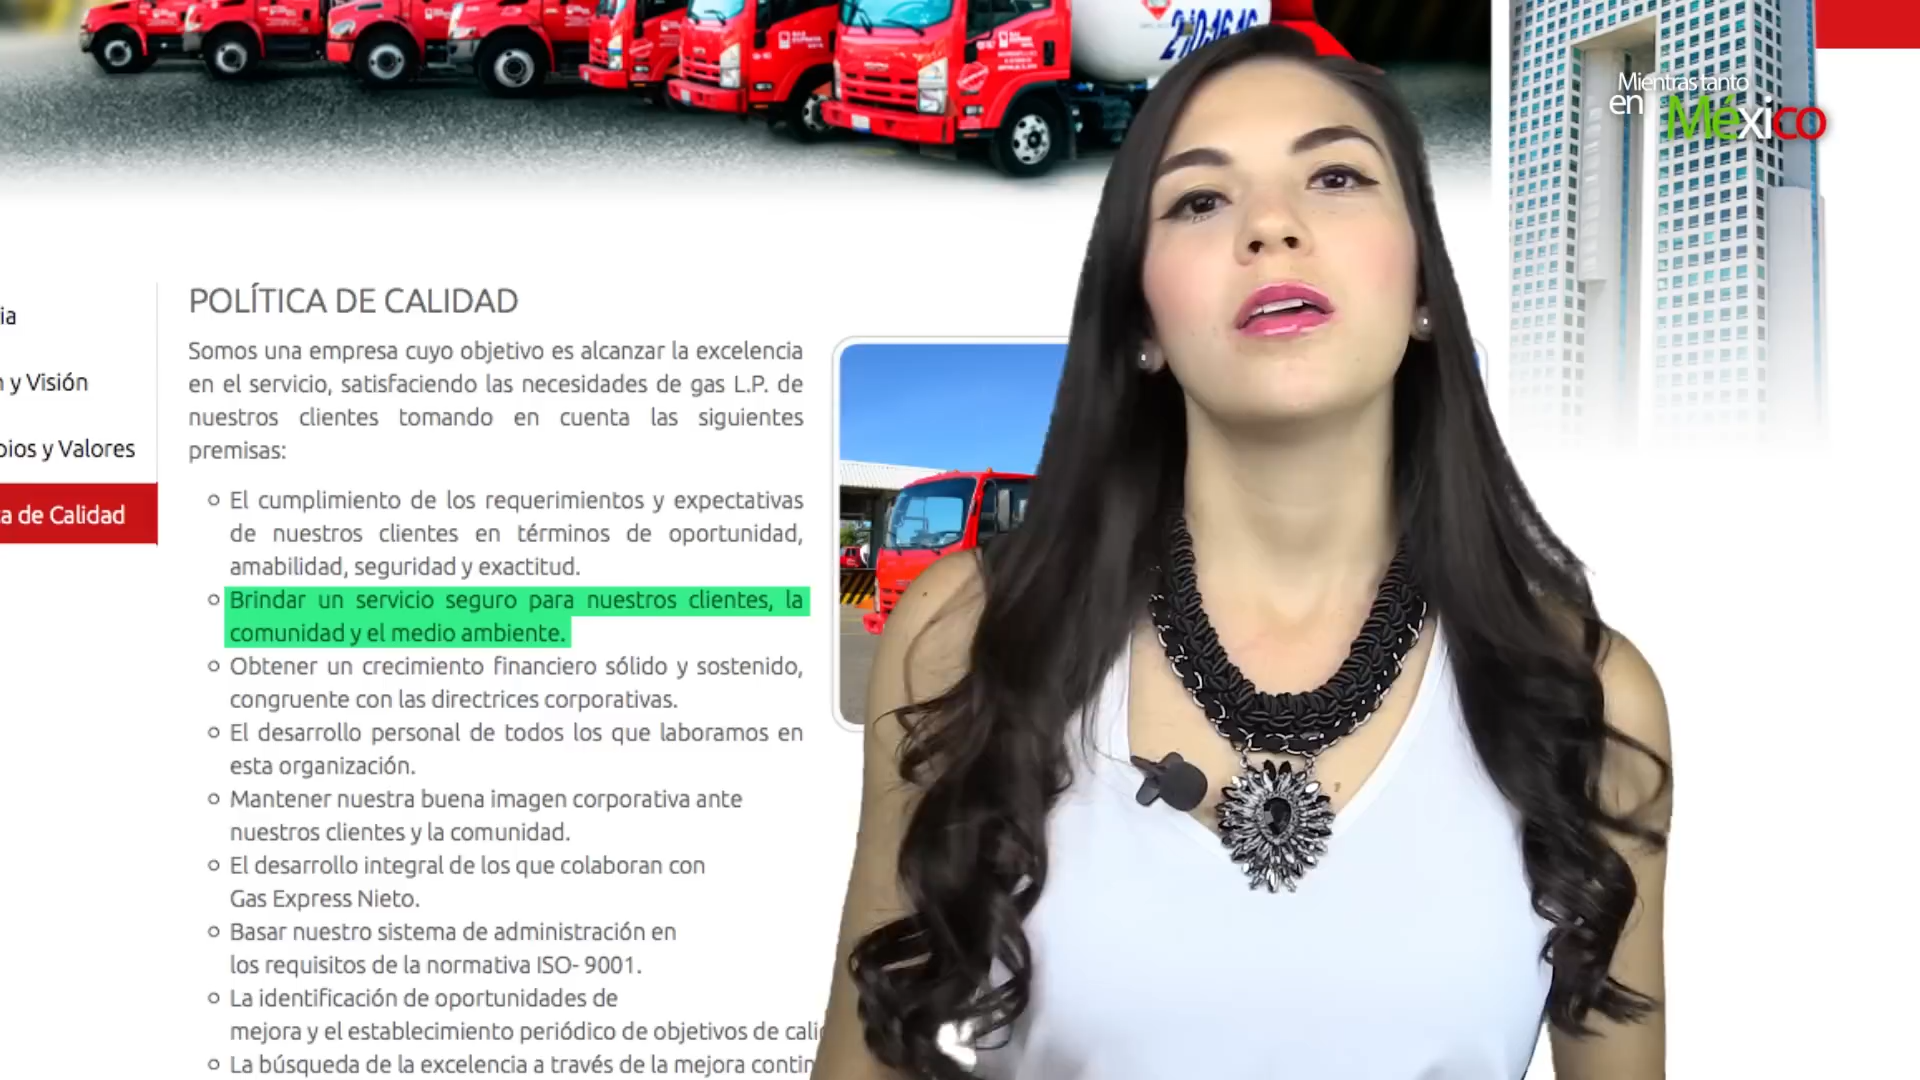 240-16-16
Mientras tanto
en México
POLÍTICA DE CALIDAD
Somos una empresa cuyo objetivo es alcanzar la excelencia
en el servicio, satisfaciendo las necesidades de gas L.P. de
nuestros clientes tomando en cuenta las siguientes
premisas:
ia
n y Visión
pios y Valores
ca de Calidad
El cumplimiento de los requerimientos y expectativas
de nuestros clientes en términos de oportunidad,
amabilidad, seguridad y exactitud.
Brindar un servicio seguro para nuestros clientes, la
comunidad y el medio ambiente.
Obtener un crecimiento financiero sólido y sostenido,
congruente con las directrices corporativas.
El desarrollo personal de todos los que laboramos en
esta organización.
Mantener nuestra buena imagen corporativa ante
nuestros clientes y la comunidad.
El desarrollo integral de los que colaboran con
Gas Express Nieto.
Basar nuestro sistema de administración en
los requisitos de la normativa ISO- 9001.
La identificación de oportunidades de
mejora y el establecimiento periódico de objetivos de calid
La búsqueda de la excelencia a través de la mejora contin